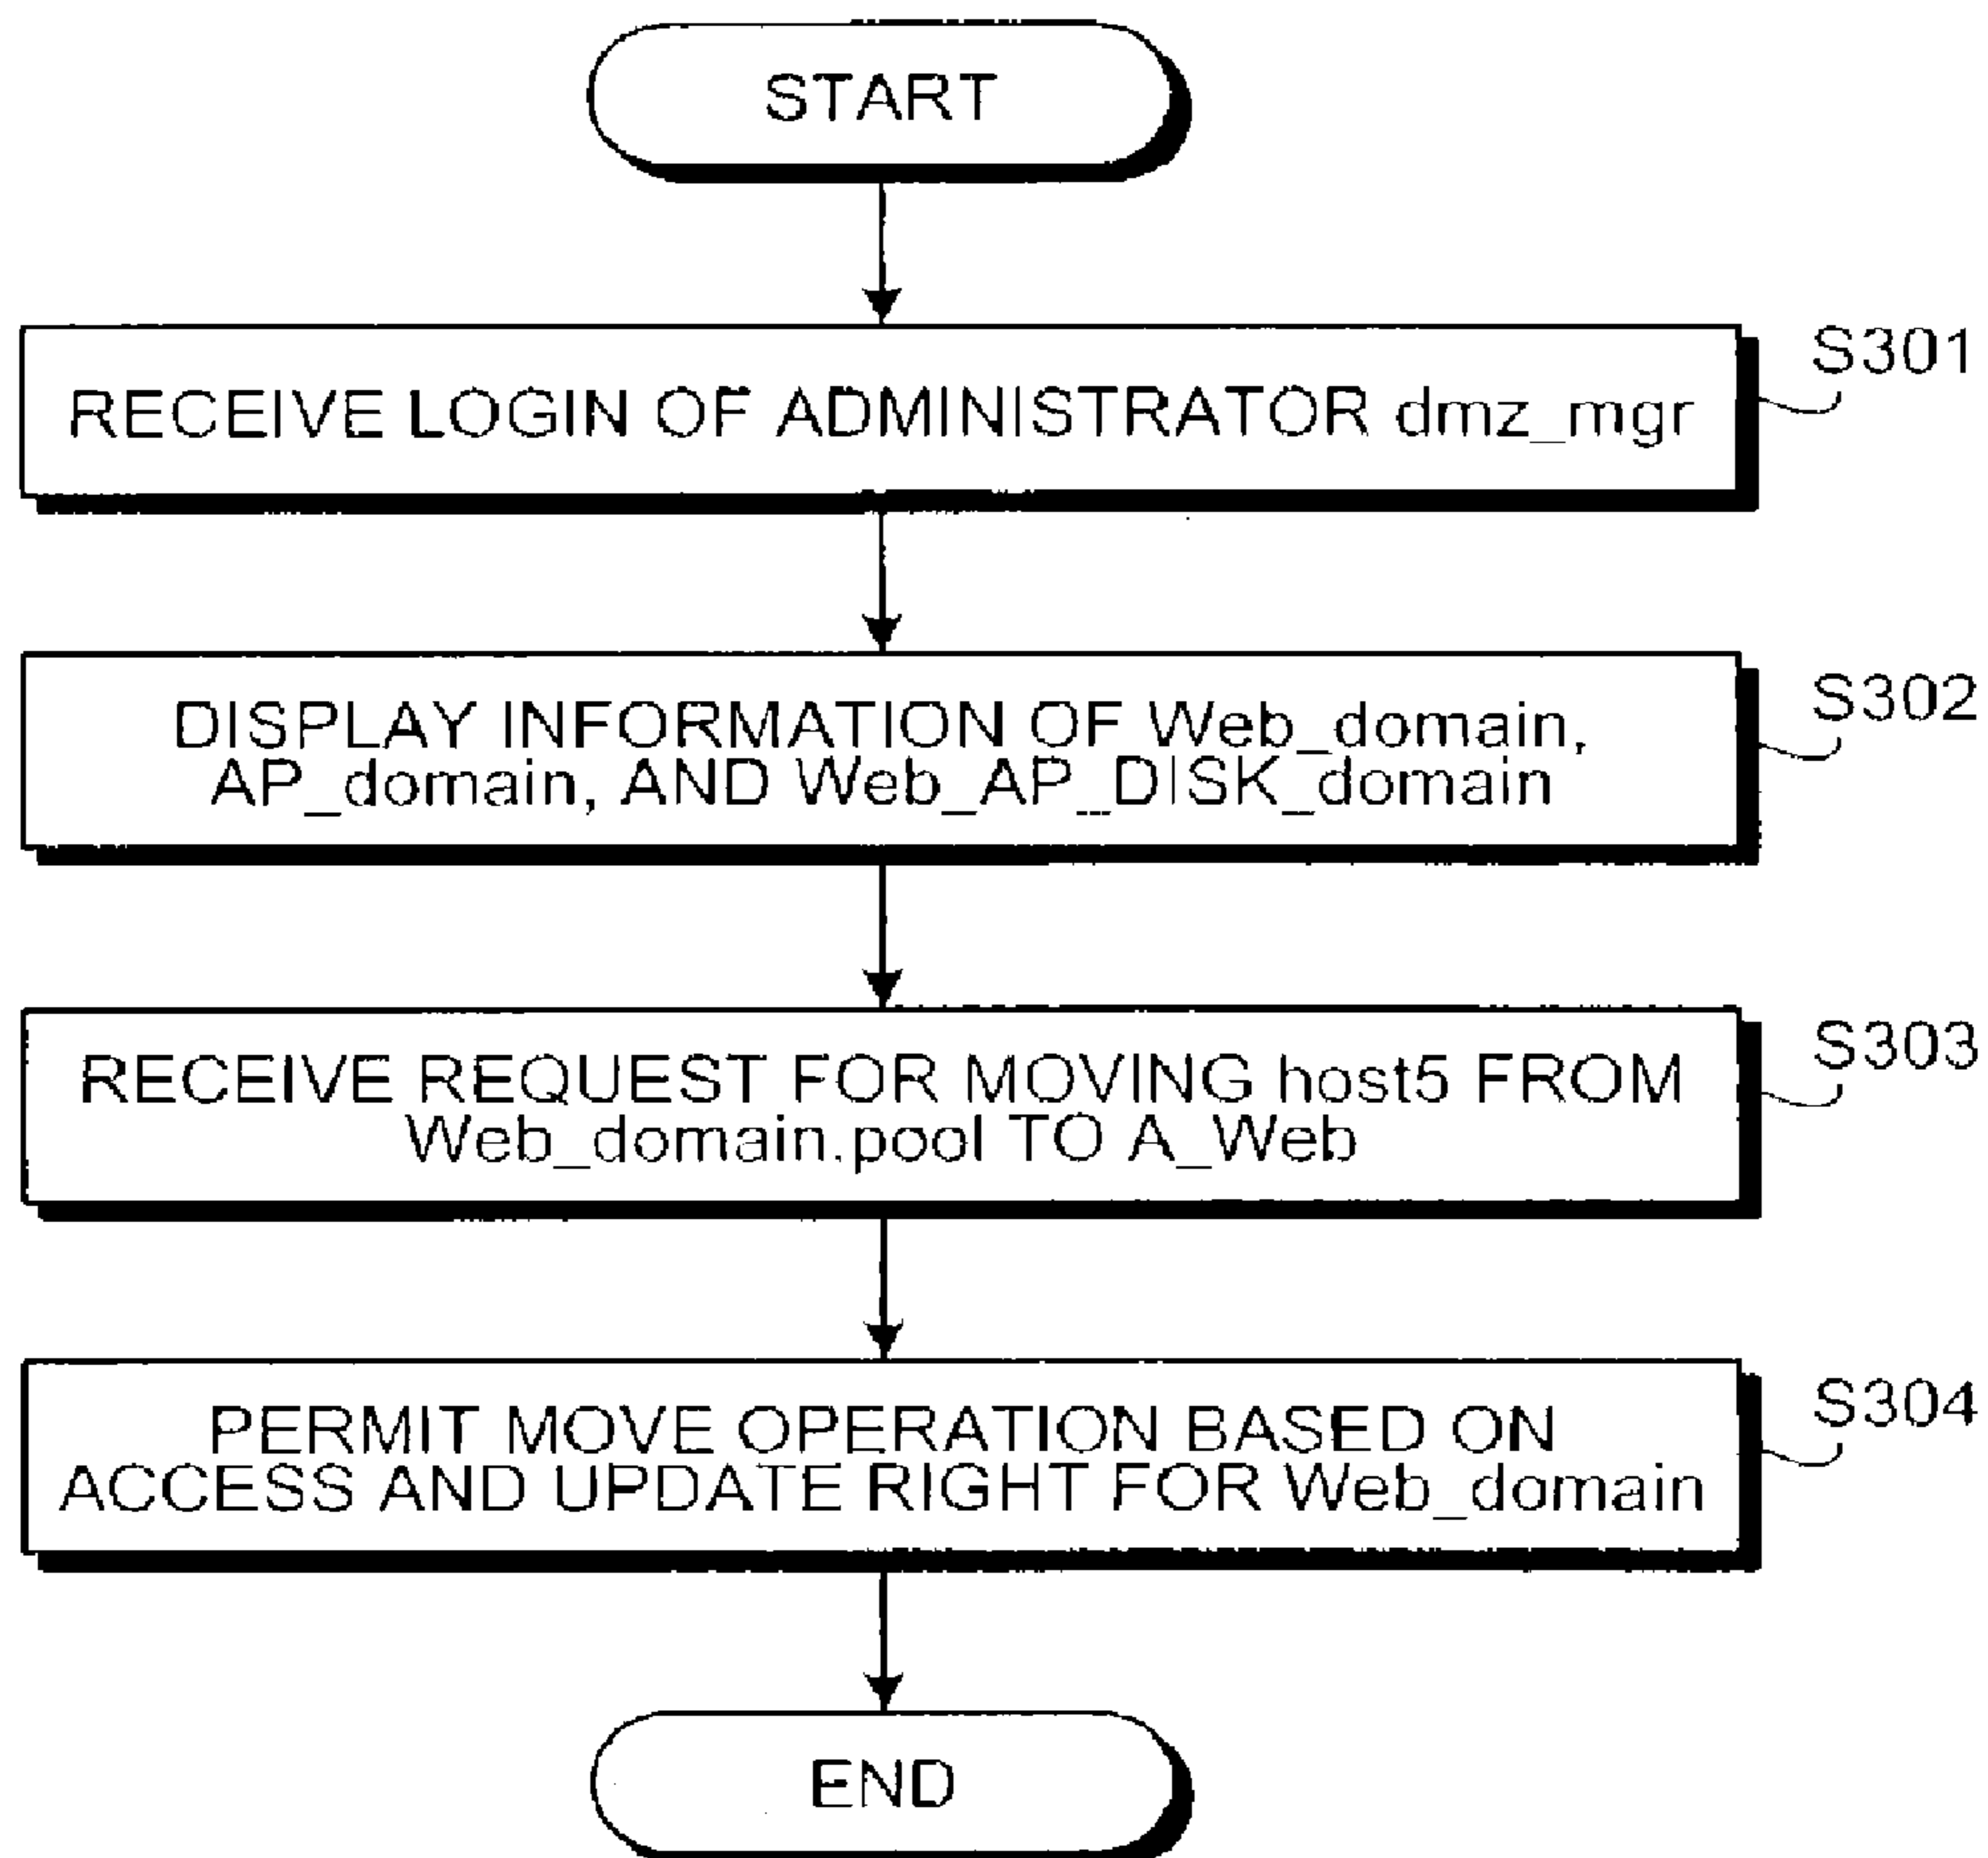 START
RECEIVE LOGIN OF ADMINISTRATOR dmz_mgr
S301
DISPLAY INFORMATION OF Web_domain,
AP_domain, AND Web_AP_DISK_domain
S302
RECEIVE REQUEST FOR MOVING host5 FROM
Web_domain.pool TO A_Web
S303
PERMIT MOVE OPERATION BASED ON
ACCESS AND UPDATE RIGHT FOR Web_domain
S304
END